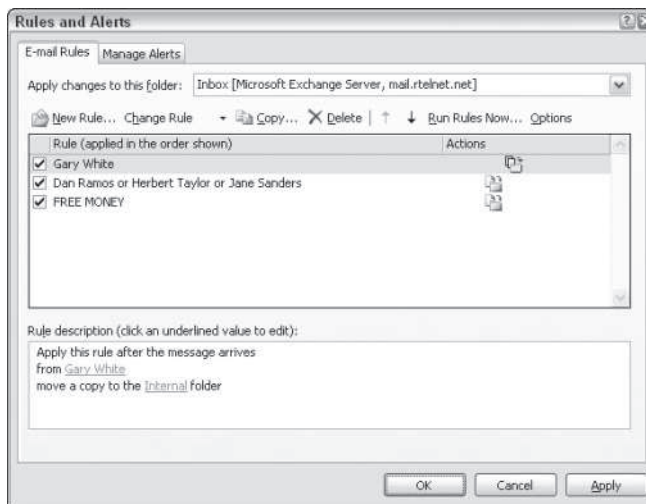 Rules and Alerts
E-mail Rules
Manage Alerts
Apply changes to this folder:
Inbox [Microsoft Exchange Server, mail.rtelnet.net]
New Rule... Change Rule Copy... Delete Run Rules Now... Options
Rule (applied in the order shown) Actions
Gary White
Dan Ramos or Herbert Taylor or Jane Sanders
FREE MONEY
Rule description (click an underlined value to edit):
Apply this rule after the message arrives
from Gary White
move a copy to the Internal folder
OK Cancel Apply